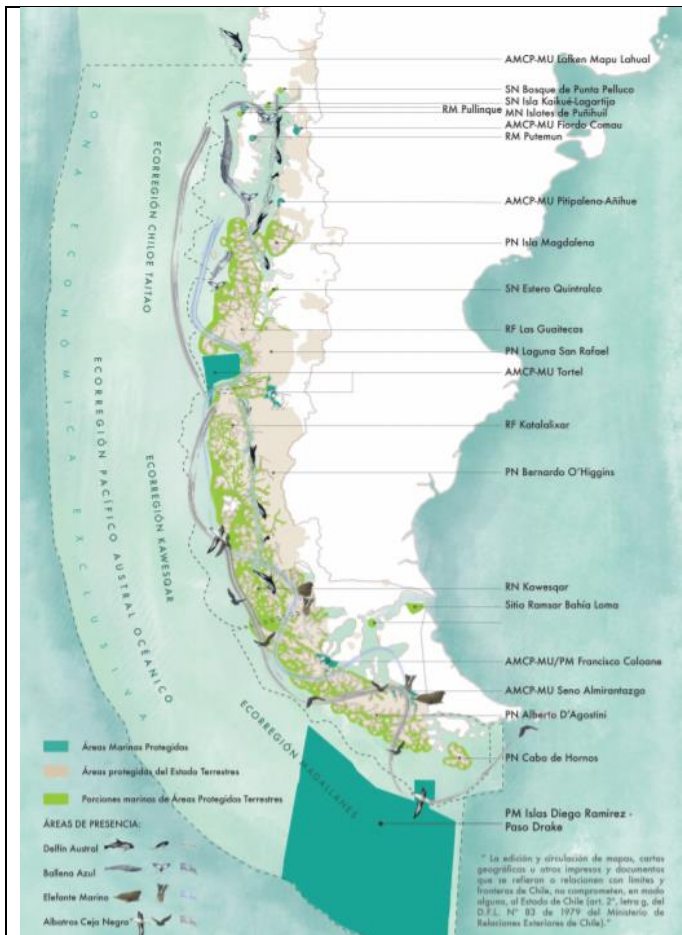 AMCP-MU Lafken Mapu Lahual
SN Bosque de Punta Pelluco
SN Isla Kaikué-Lagartija
RM Pullinque
MN Islotes de Puñihuil
AMCP-MU Fiordo Comau
RM Putemun
AMCP-MU Pitipalena-Añihue
PN Isla Magdalena
SN Estero Quintralco
RF Las Guaitecas
PN Laguna San Rafael
AMCP-MU Tortel
RF Katalalixar
PN Bernardo O'Higgins
RN Kawesqar
Sitio Ramsar Bahía Loma
AMCP-MU/PM Francisco Coloane
AMCP-MU Seno Almirantazgo
PN Alberto D'Agostini
PN Cabo de Hornos
PM Islas Diego Ramírez -
Paso Drake
ZONA ECONÓMICA EXCLUSIVA
ECORREGIÓN CHILOE TAITAO
ECORREGIÓN PACÍFICO AUSTRAL OCEÁNICO
ECORREGIÓN KAWESQAR
ECORREGIÓN MAGALLANES
Áreas Marinas Protegidas
Áreas protegidas del Estado Terrestres
Porciones marinas de Áreas Protegidas Terrestres
ÁREAS DE PRESENCIA:
Delfín Austral
Ballena Azul
Elefante Marino
Albatros Ceja Negra*
" La edición y circulación de mapas, cartas
geográficas u otros impresos y documentos
que se refieran o relacionen con límites y
fronteras de Chile, no comprometen, en modo
alguno, al Estado de Chile (art. 2°, letra g, del
D.F.L. N° 83 de 1979 del Ministerio de
Relaciones Exteriores de Chile)."